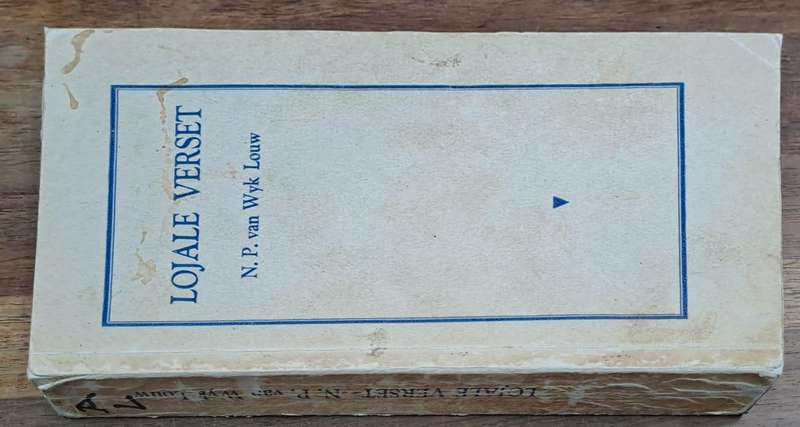 LOJALE VERSET
N. P. van Wyk Louw
LOJALE VERSET - N. P. van Wyk Louw